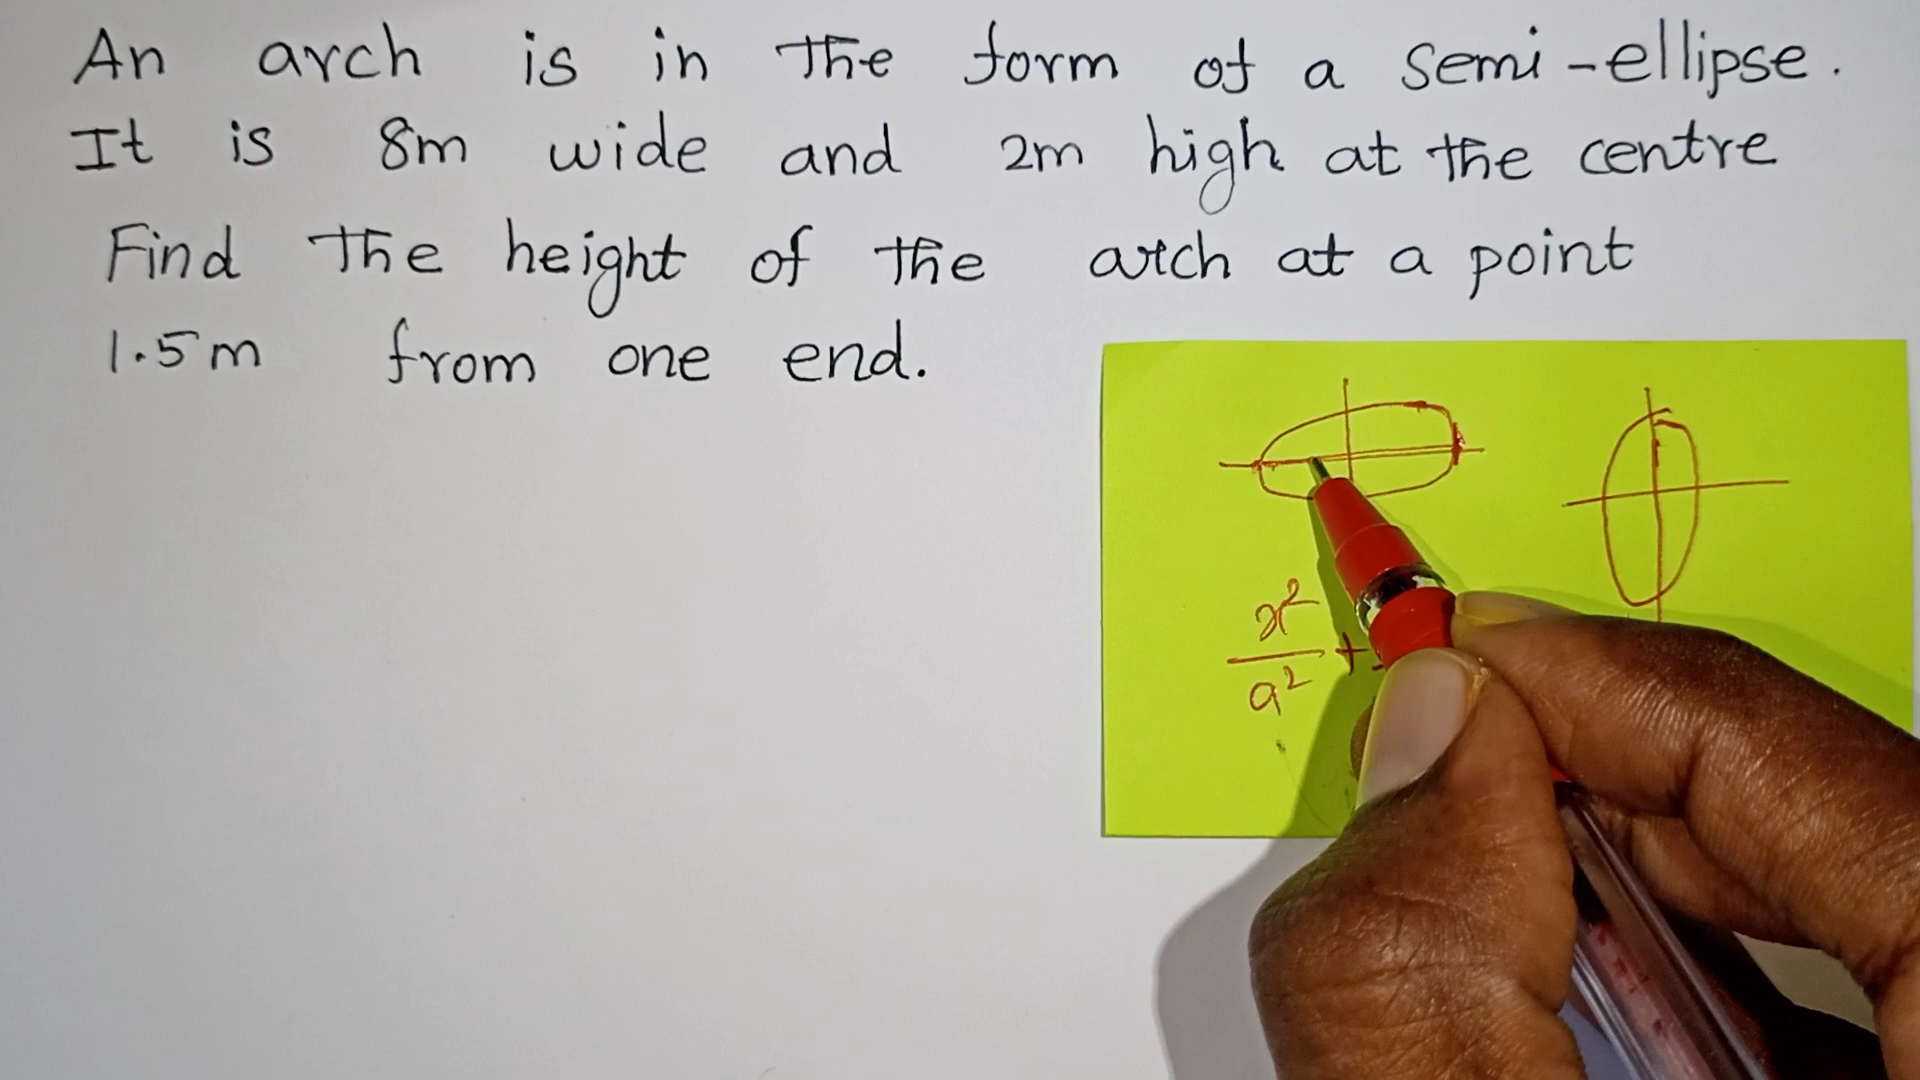 An arch is in the form of a semi-ellipse.
It is 8m wide and 2m high at the centre
Find the height of the arch at a point
1.5m from one end.
x²
/a² +